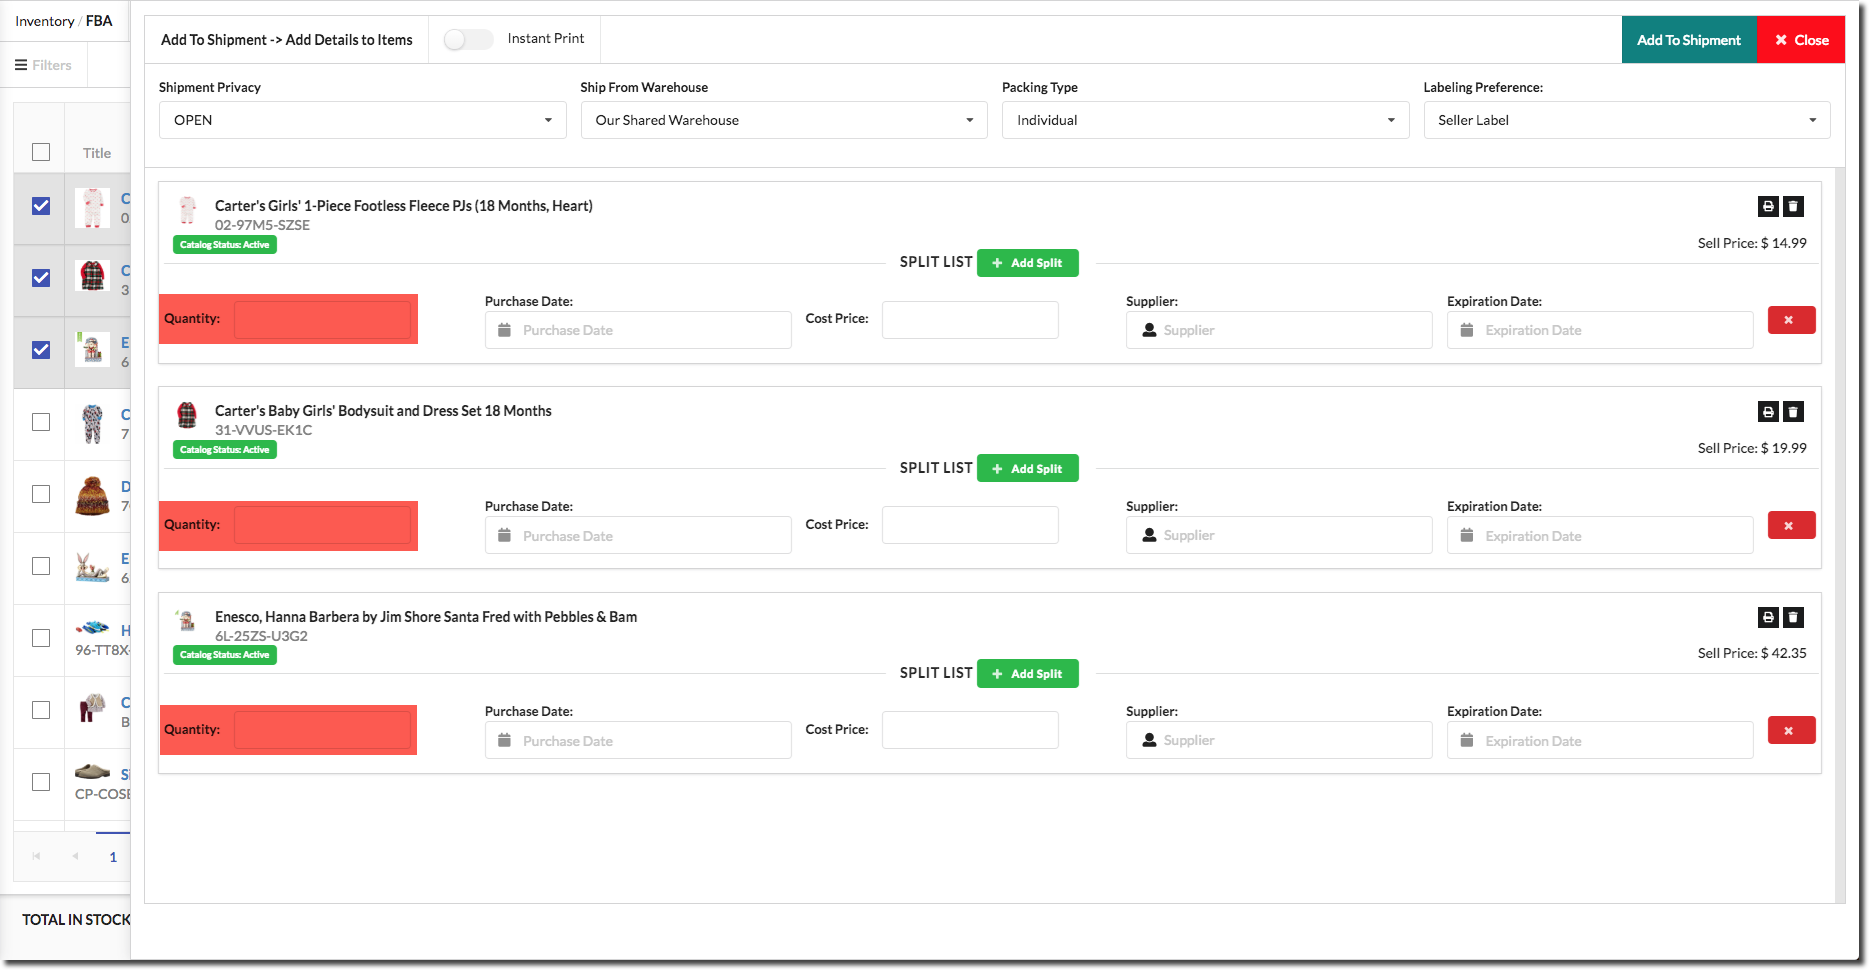 Inventory / FBA
Filters
Title
C
0
C
3
E
6
C
7
D
7
E
6
H
96-TT8X-
C
B
S
CP-COSE
1
TOTAL IN STOCK
Add To Shipment -> Add Details to Items
Instant Print
Add To Shipment
Close
Shipment Privacy
OPEN
Ship From Warehouse
Our Shared Warehouse
Packing Type
Individual
Labeling Preference:
Seller Label
Carter's Girls' 1-Piece Footless Fleece PJs (18 Months, Heart)
02-97M5-SZSE
Catalog Status: Active
Sell Price: $ 14.99
SPLIT LIST
+ Add Split
Quantity:
Purchase Date:
Purchase Date
Cost Price:
Supplier:
Supplier
Expiration Date:
Expiration Date
Carter's Baby Girls' Bodysuit and Dress Set 18 Months
31-VVUS-EK1C
Catalog Status: Active
Sell Price: $ 19.99
SPLIT LIST
+ Add Split
Quantity:
Purchase Date:
Purchase Date
Cost Price:
Supplier:
Supplier
Expiration Date:
Expiration Date
Enesco, Hanna Barbera by Jim Shore Santa Fred with Pebbles & Bam
6L-25ZS-U3G2
Catalog Status: Active
Sell Price: $ 42.35
SPLIT LIST
+ Add Split
Quantity:
Purchase Date:
Purchase Date
Cost Price:
Supplier:
Supplier
Expiration Date:
Expiration Date